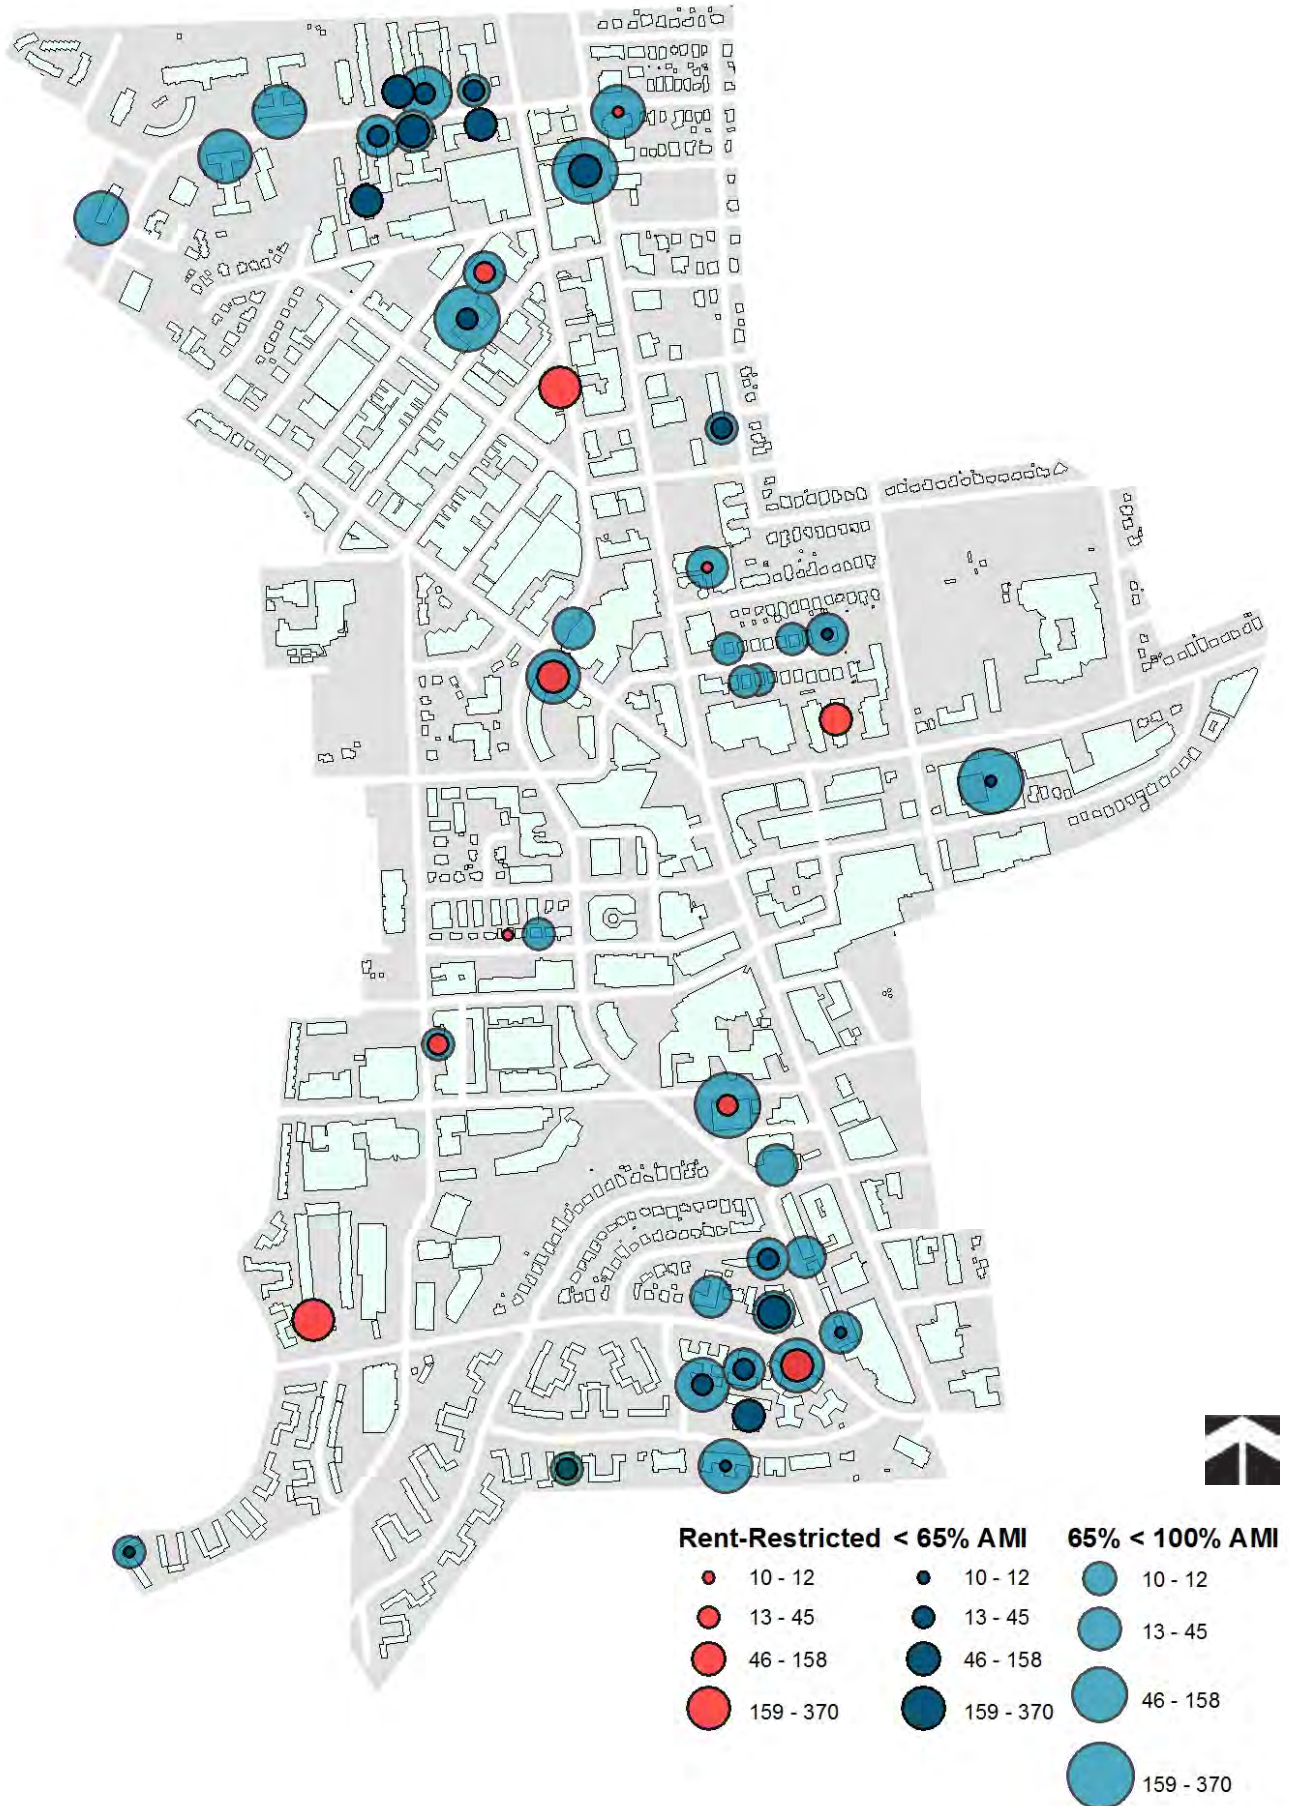 Rent-Restricted < 65% AMI 65% < 100% AMI
10 - 12 10 - 12 10 - 12
13 - 45 13 - 45 13 - 45
46 - 158 46 - 158 46 - 158
159 - 370 159 - 370
159 - 370